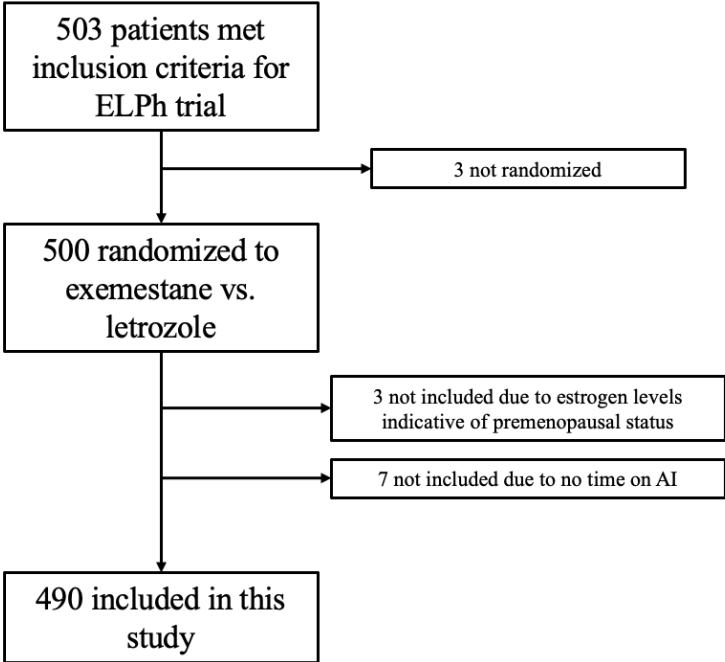 503 patients met
inclusion criteria for
ELPh trial
3 not randomized
500 randomized to
exemestane vs.
letrozole
3 not included due to estrogen levels
indicative of premenopausal status
7 not included due to no time on AI
490 included in this
study